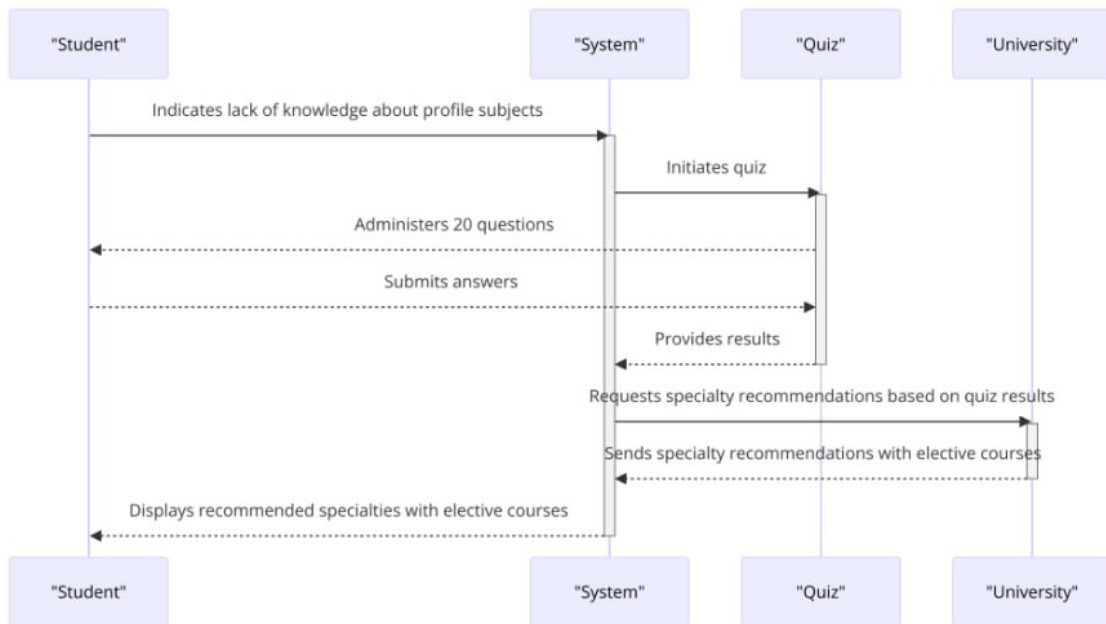 "Student"
"System"
"Quiz"
"University"
Indicates lack of knowledge about profile subjects
Initiates quiz
Administers 20 questions
Submits answers
Provides results
Requests specialty recommendations based on quiz results
Sends specialty recommendations with elective courses
Displays recommended specialties with elective courses
"Student"
"System"
"Quiz"
"University"